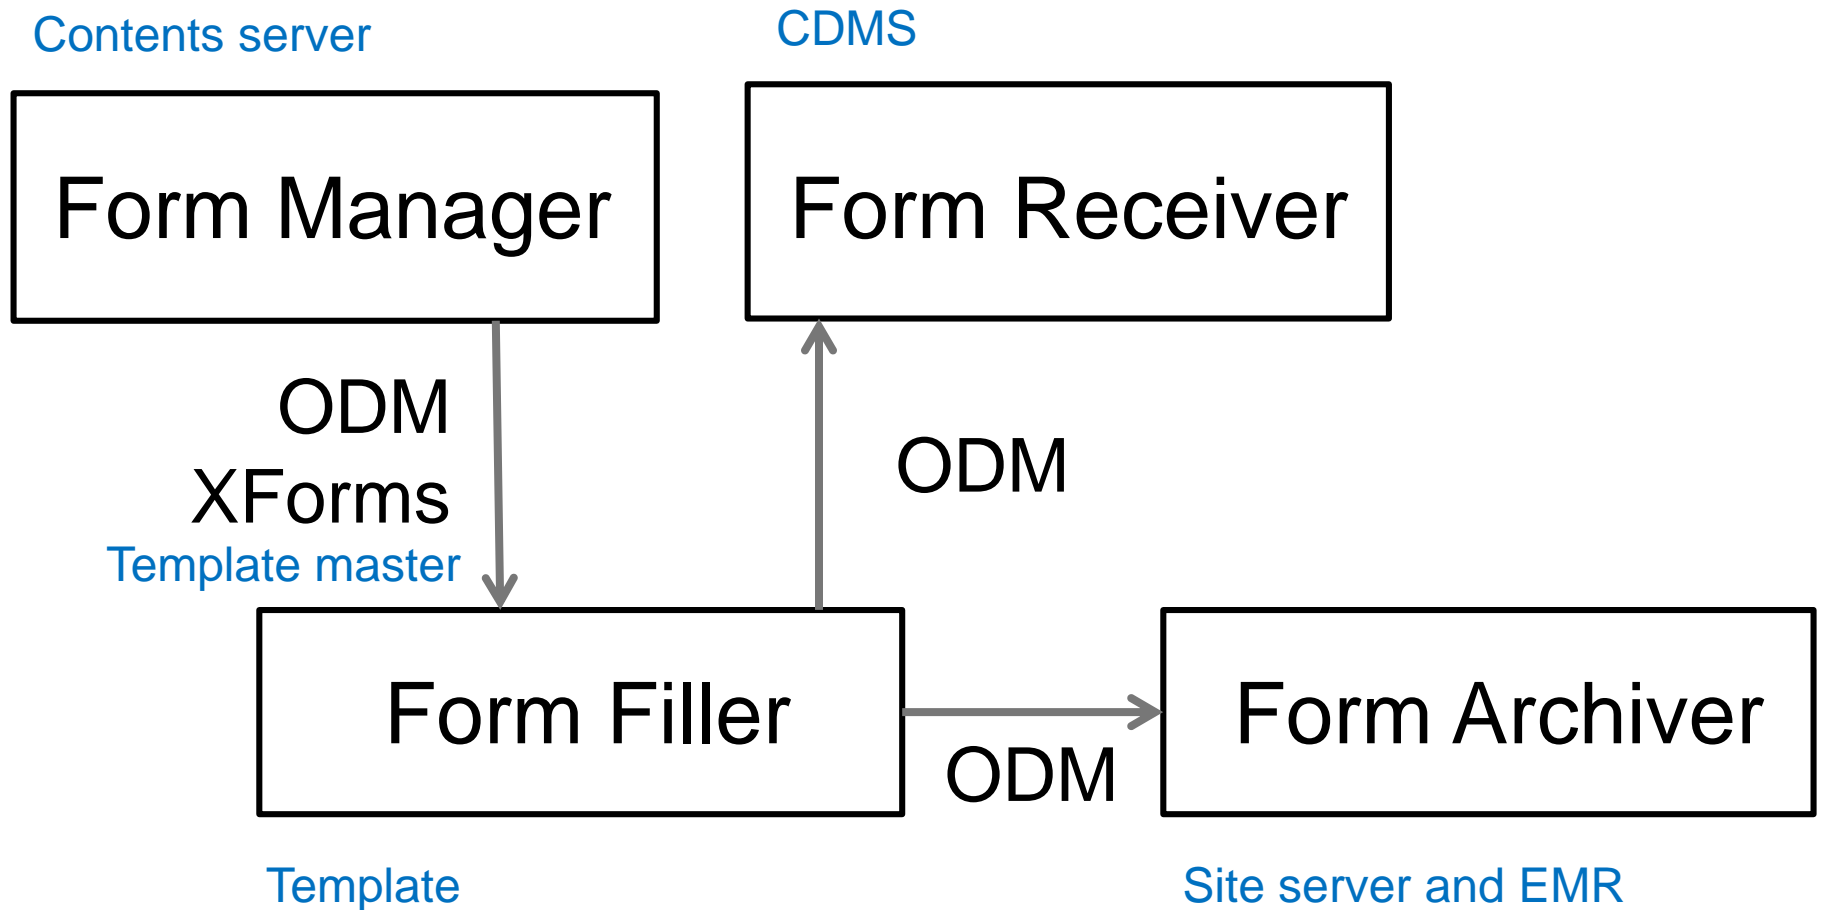 Contents server
CDMS
Form Manager
Form Receiver
ODM
XForms
Template master
ODM
Form Filler
ODM
Form Archiver
Template
Site server and EMR